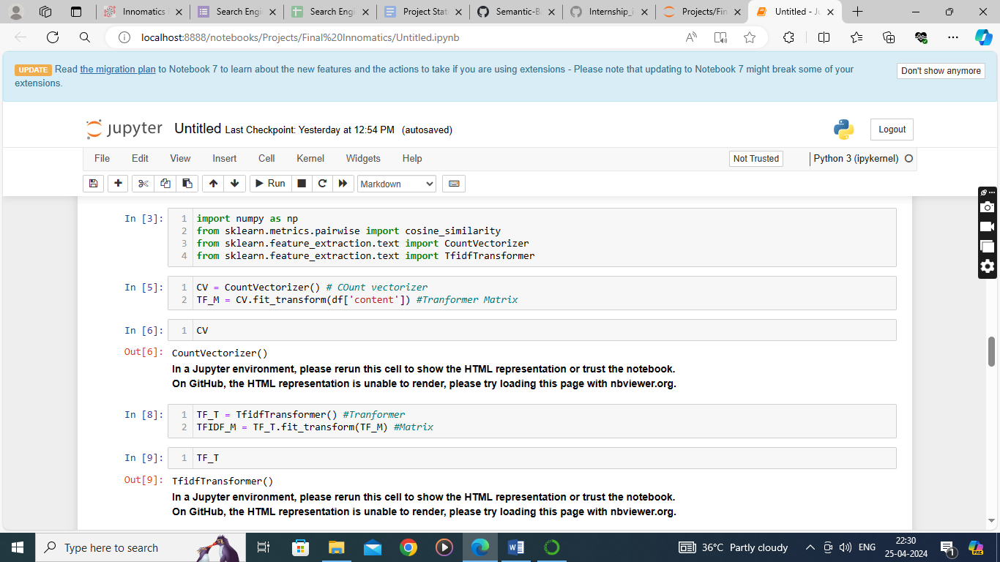 Innomatics
Search Engi
Search Engi
Project Stat
Semantic-B
Internship_i
Projects/Fin
Untitled - Ju
localhost:8888/notebooks/Projects/Final%20Innomatics/Untitled.ipynb
UPDATE Read the migration plan to Notebook 7 to learn about the new features and the actions to take if you are using extensions - Please note that updating to Notebook 7 might break some of your
extensions.
Don't show anymore
jupyter Untitled Last Checkpoint: Yesterday at 12:54 PM (autosaved)
Logout
File Edit View Insert Cell Kernel Widgets Help
Not Trusted
Python 3 (ipykernel)
Run
Markdown
In [3]:
1 import numpy as np
2 from sklearn.metrics.pairwise import cosine_similarity
3 from sklearn.feature_extraction.text import CountVectorizer
4 from sklearn.feature_extraction.text import TfidfTransformer
In [5]:
1 CV = CountVectorizer() # COunt vectorizer
2 TF_M = CV.fit_transform(df['content']) #Tranformer Matrix
In [6]:
1 CV
Out[6]: CountVectorizer()
In a Jupyter environment, please rerun this cell to show the HTML representation or trust the notebook.
On GitHub, the HTML representation is unable to render, please try loading this page with nbviewer.org.
In [8]:
1 TF_T = TfidfTransformer() #Tranformer
2 TFIDF_M = TF_T.fit_transform(TF_M) #Matrix
In [9]:
1 TF_T
Out[9]: TfidfTransformer()
In a Jupyter environment, please rerun this cell to show the HTML representation or trust the notebook.
On GitHub, the HTML representation is unable to render, please try loading this page with nbviewer.org.
Type here to search
36°C Partly cloudy
ENG
22:30
25-04-2024
1
PRE